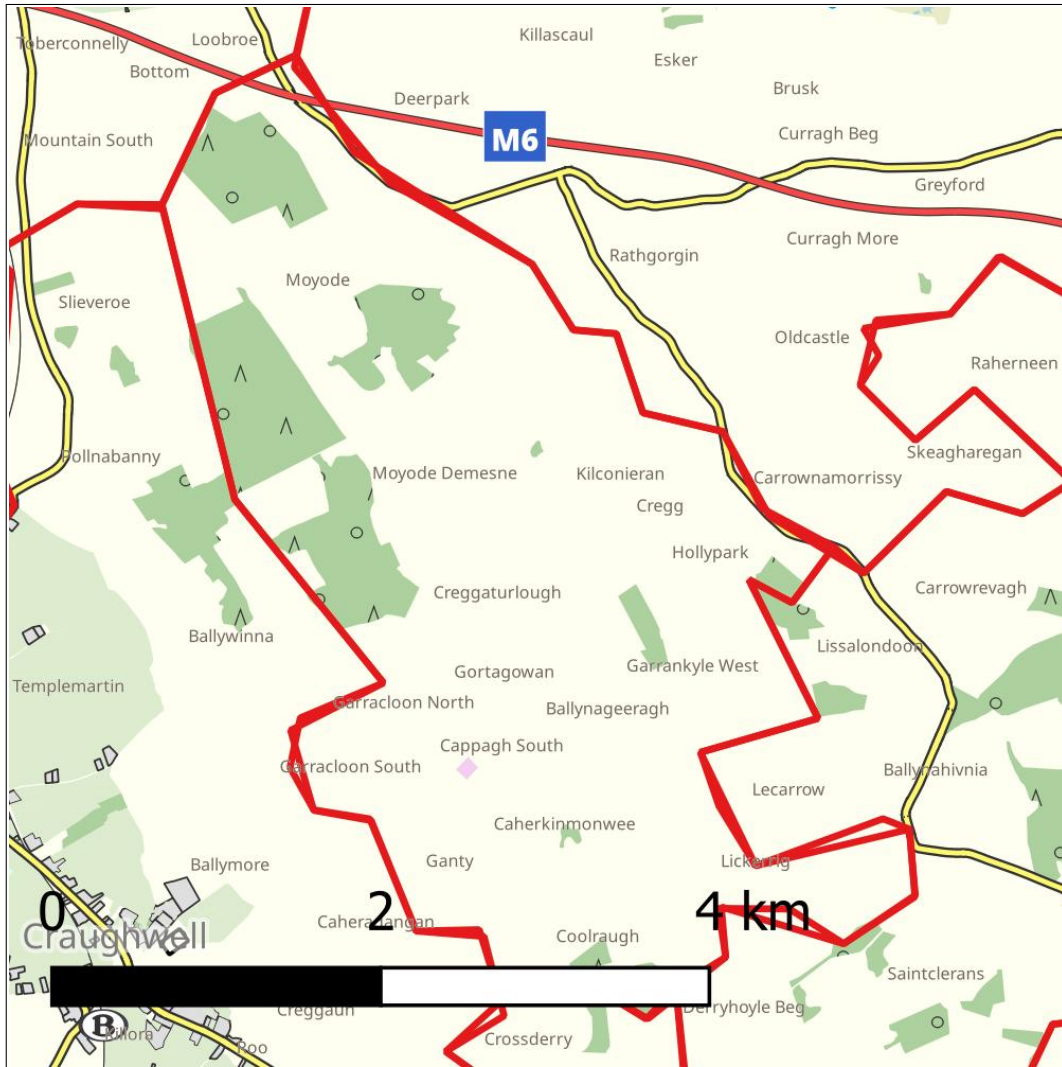 Killascaul
Loobroe
Toberconnelly
Esker
Bottom
Brusk
Deerpark
M6
Curragh Beg
Mountain South
Greyford
Curragh More
Rathgorgin
Moyode
Slieveroe
Oldcastle
Raherneen
Skeagharegan
Pollnabanny
Moyode Demesne
Kilconieran
Carrownamorrissy
Cregg
Hollypark
Carrowrevagh
Creggaturlough
Ballywinna
Lissalondoon
Garrankyle West
Gortagowan
Templemartin
Garracloon North
Ballynageeragh
Cappagh South
Garracloon South
Ballynahivnia
Lecarrow
Caherkinmonwee
Ballymore
Ganty
Lickerrig
0 2 4 km
Craughwell
Coolraugh
Saintclerans
Derryhoyle Beg
Creggaun
B
Killora
Roo
Crossderry